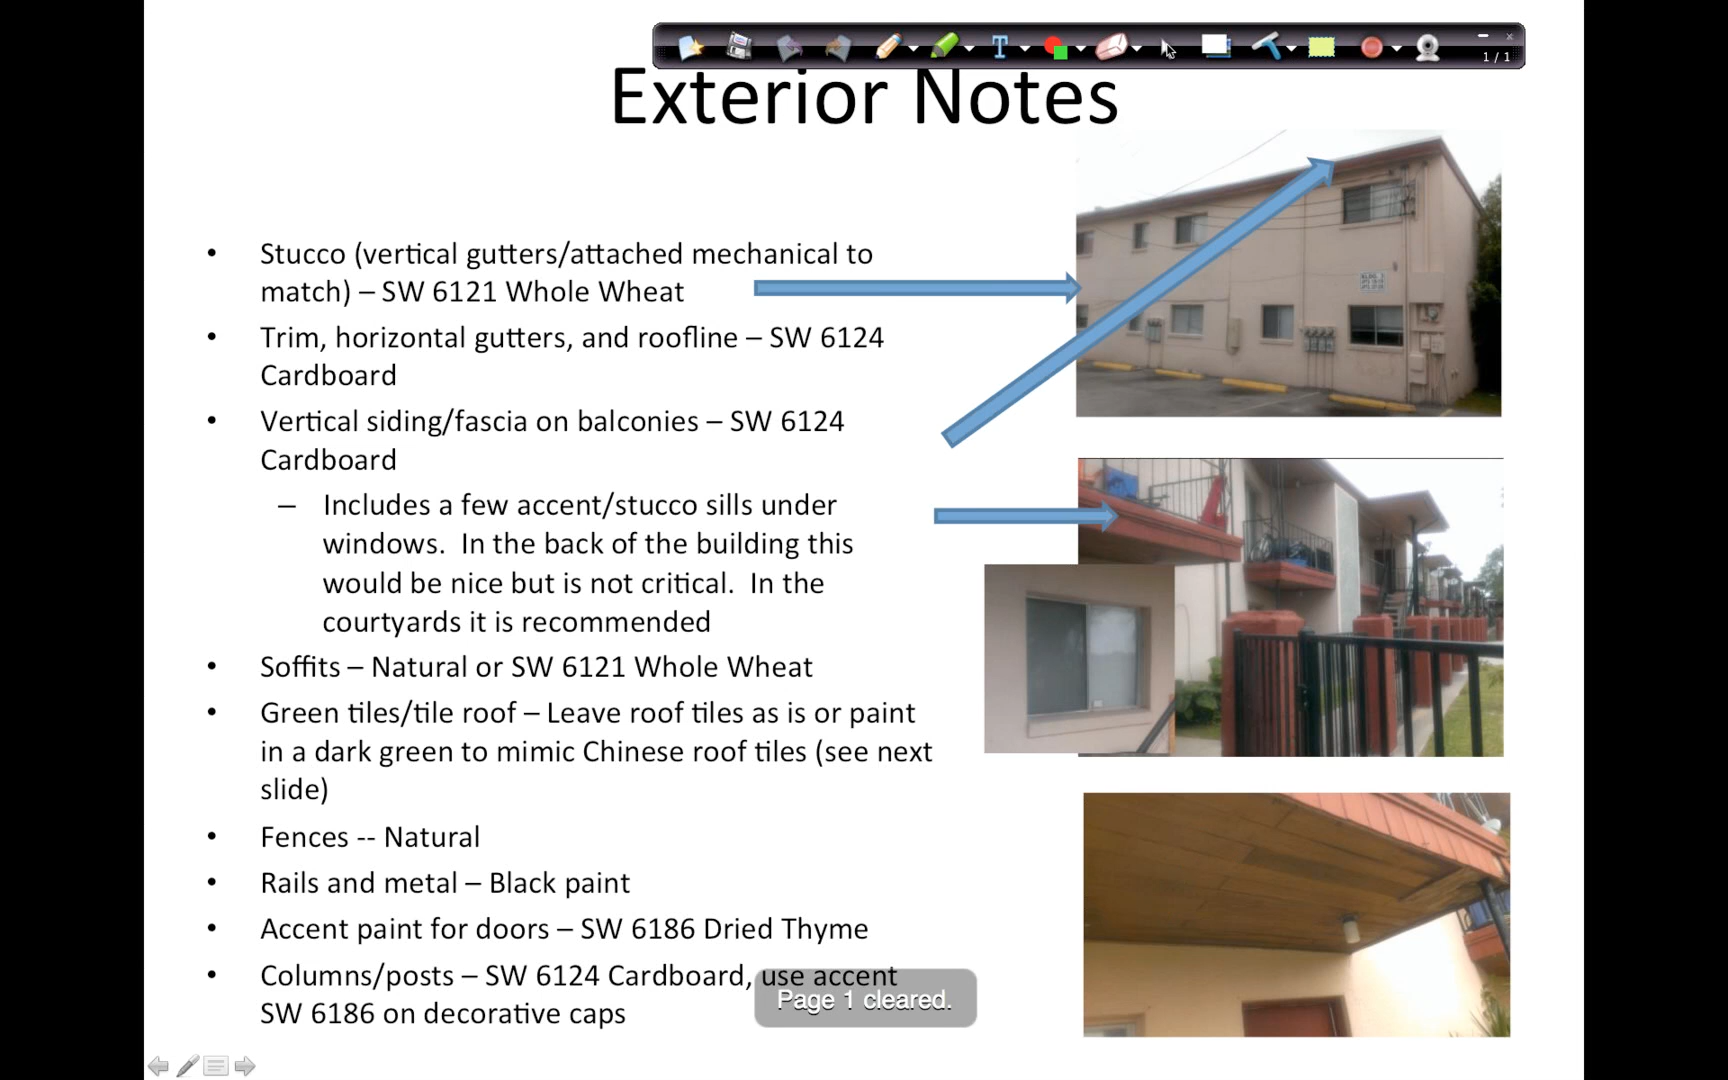 1 / 1
Exterior Notes
• Stucco (vertical gutters/attached mechanical to
match) – SW 6121 Whole Wheat
• Trim, horizontal gutters, and roofline – SW 6124
Cardboard
• Vertical siding/fascia on balconies – SW 6124
Cardboard
– Includes a few accent/stucco sills under
windows.  In the back of the building this
would be nice but is not critical.  In the
courtyards it is recommended
• Soffits – Natural or SW 6121 Whole Wheat
• Green tiles/tile roof – Leave roof tiles as is or paint
in a dark green to mimic Chinese roof tiles (see next
slide)
• Fences -- Natural
• Rails and metal – Black paint
• Accent paint for doors – SW 6186 Dried Thyme
• Columns/posts – SW 6124 Cardboard, use accent
SW 6186 on decorative caps
Page 1 cleared.